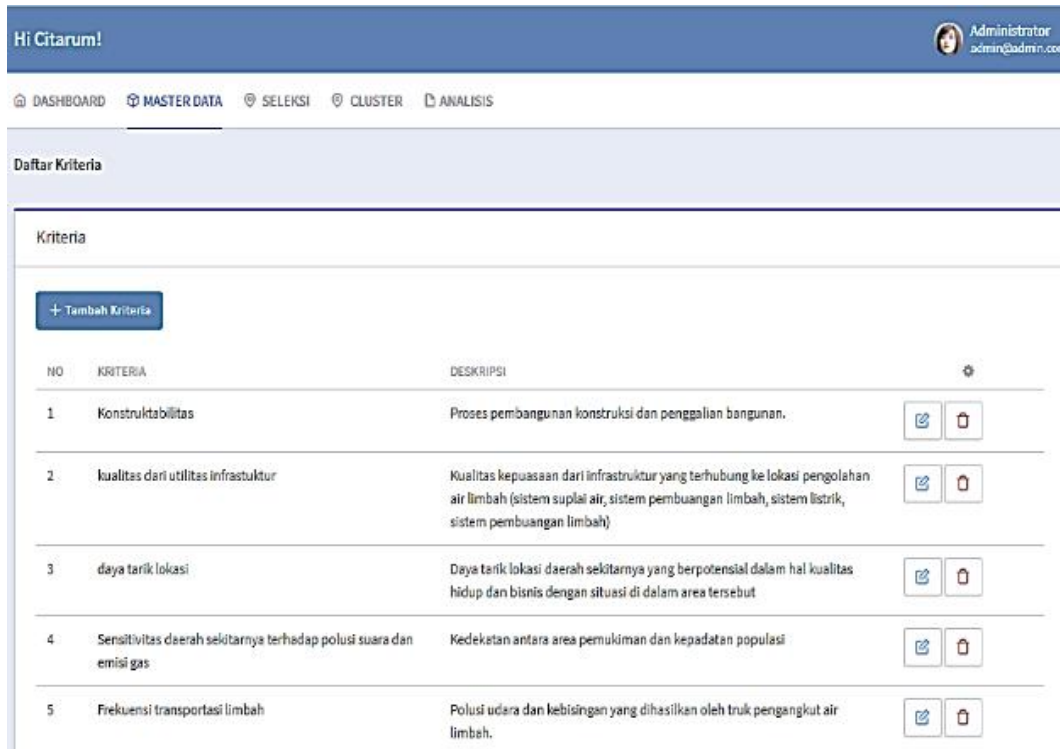 Hi Citarum!
Administrator
admin@admin.co
DASHBOARD MASTER DATA SELEKSI CLUSTER ANALISIS
Daftar Kriteria
Kriteria
+ Tambah Kriteria
NO KRITERIA DESKRIPSI
1 Konstruktabilitas Proses pembangunan konstruksi dan penggalian bangunan.
2 kualitas dari utilitas infrastuktur Kualitas kepuasaan dari infrastruktur yang terhubung ke lokasi pengolahan
air limbah (sistem suplai air, sistem pembuangan limbah, sistem listrik,
sistem pembuangan limbah)
3 daya tarik lokasi Daya tarik lokasi daerah sekitarnya yang berpotensial dalam hal kualitas
hidup dan bisnis dengan situasi di dalam area tersebut
4 Sensitivitas daerah sekitarnya terhadap polusi suara dan Kedekatan antara area pemukiman dan kepadatan populasi
emisi gas
5 Frekuensi transportasi limbah Polusi udara dan kebisingan yang dihasilkan oleh truk pengangkut air
limbah.